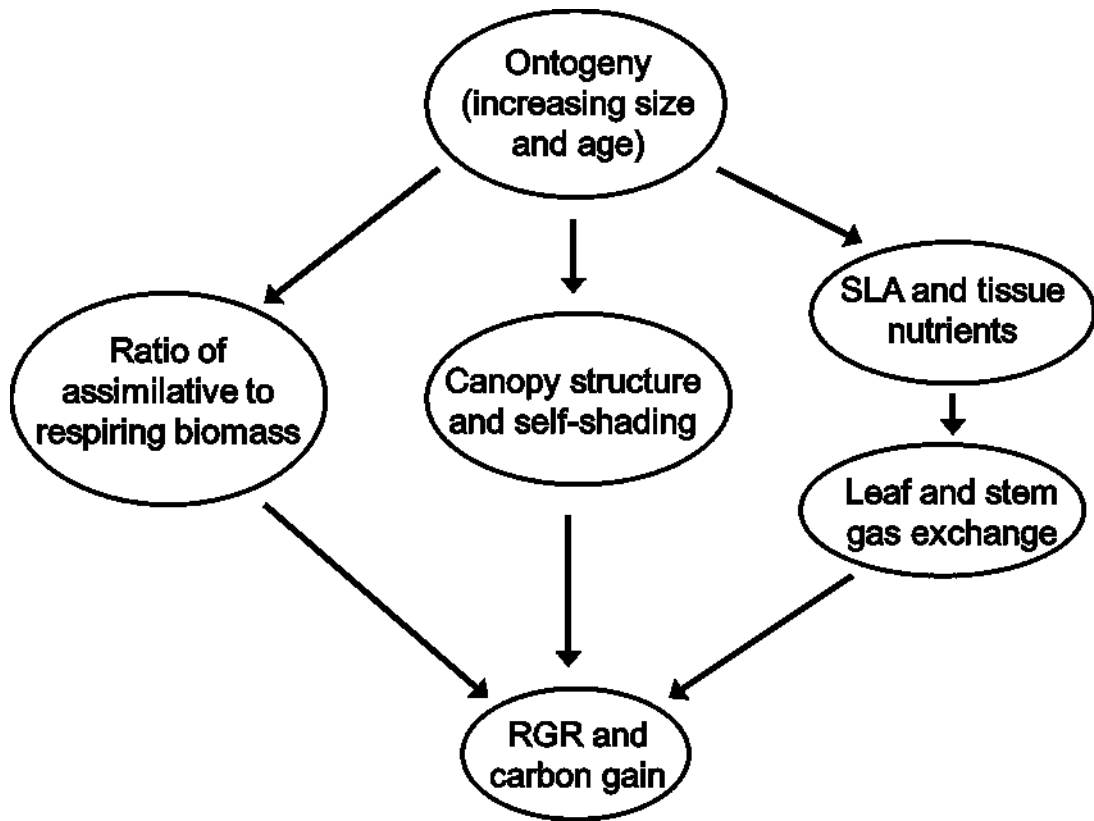 Ontogeny
(increasing size
and age)
SLA and tissue
nutrients
Ratio of
assimilative to
respiring biomass
Canopy structure
and self-shading
Leaf and stem
gas exchange
RGR and
carbon gain